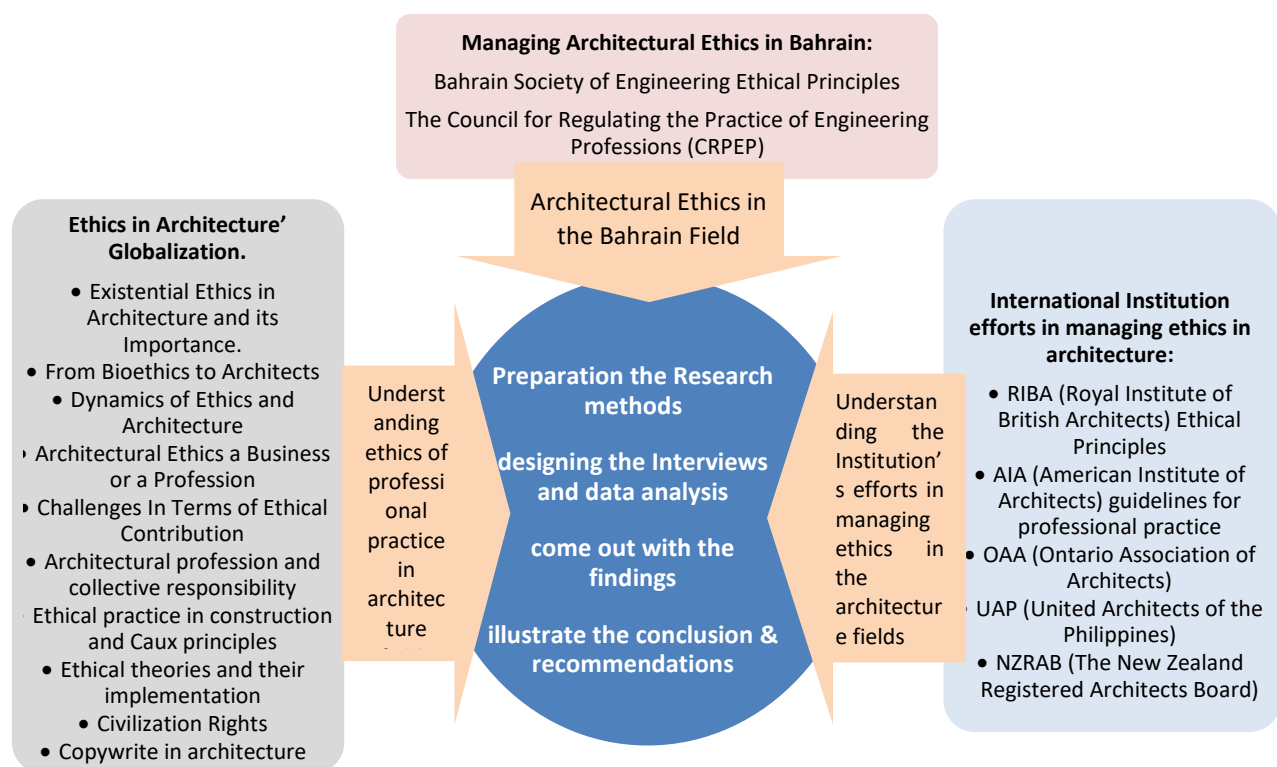 Managing Architectural Ethics in Bahrain:
Bahrain Society of Engineering Ethical Principles
The Council for Regulating the Practice of Engineering
Professions (CRPEP)
Architectural Ethics in
the Bahrain Field
Ethics in Architecture’
Globalization.
• Existential Ethics in
Architecture and its
Importance.
• From Bioethics to Architects
• Dynamics of Ethics and
Architecture
• Architectural Ethics a Business
or a Profession
• Challenges In Terms of Ethical
Contribution
• Architectural profession and
collective responsibility
• Ethical practice in construction
and Caux principles
• Ethical theories and their
implementation
• Civilization Rights
• Copywrite in architecture
Underst
anding
ethics of
professi
onal
practice
in
architec
ture
Preparation the Research
methods
designing the Interviews
and data analysis
come out with the
findings
illustrate the conclusion &
recommendations
Understan
ding the
Institution’
s efforts in
managing
ethics in
the
architectur
e fields
International Institution
efforts in managing ethics in
architecture:
• RIBA (Royal Institute of
British Architects) Ethical
Principles
• AIA (American Institute of
Architects) guidelines for
professional practice
• OAA (Ontario Association of
Architects)
• UAP (United Architects of the
Philippines)
• NZRAB (The New Zealand
Registered Architects Board)